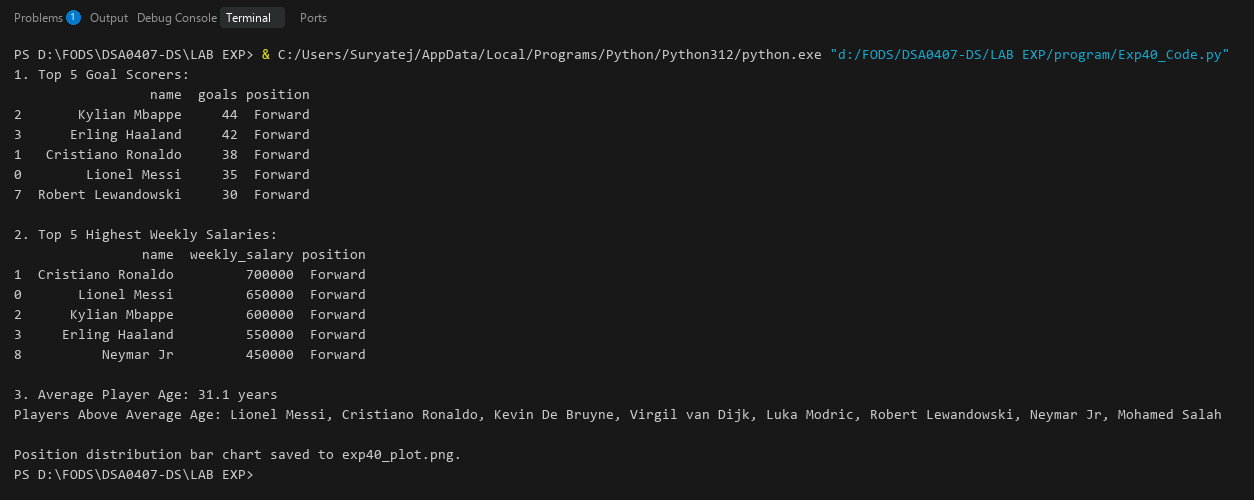 Problems 1 Output Debug Console Terminal Ports
PS D:\FODS\DSA0407-DS\LAB EXP> & C:/Users/Suryatej/AppData/Local/Programs/Python/Python312/python.exe "d:/FODS/DSA0407-DS/LAB EXP/program/Exp40_Code.py"
1. Top 5 Goal Scorers:
                 name  goals position
2       Kylian Mbappe     44  Forward
3      Erling Haaland     42  Forward
1   Cristiano Ronaldo     38  Forward
0        Lionel Messi     35  Forward
7  Robert Lewandowski     30  Forward

2. Top 5 Highest Weekly Salaries:
                name  weekly_salary position
1  Cristiano Ronaldo         700000  Forward
0       Lionel Messi         650000  Forward
2      Kylian Mbappe         600000  Forward
3     Erling Haaland         550000  Forward
8          Neymar Jr         450000  Forward

3. Average Player Age: 31.1 years
Players Above Average Age: Lionel Messi, Cristiano Ronaldo, Kevin De Bruyne, Virgil van Dijk, Luka Modric, Robert Lewandowski, Neymar Jr, Mohamed Salah

Position distribution bar chart saved to exp40_plot.png.
PS D:\FODS\DSA0407-DS\LAB EXP>